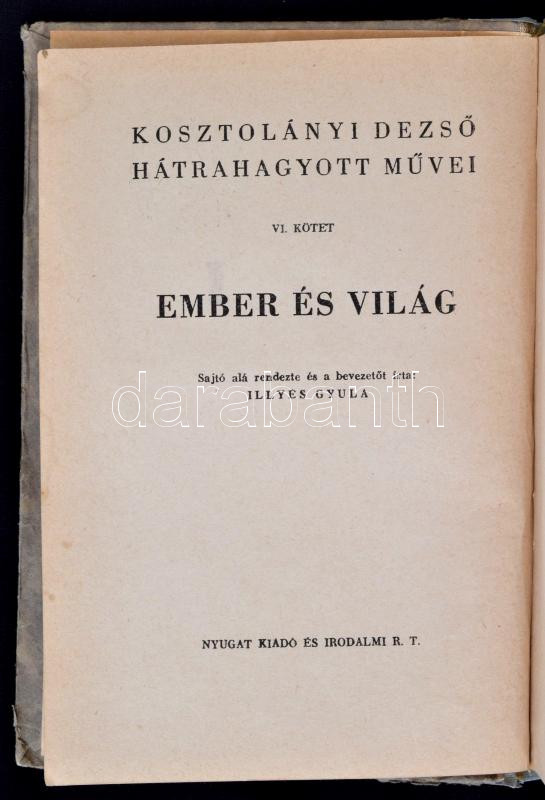 KOSZTOLÁNYI DEZSŐ
HÁTRAHAGYOTT MŰVEI
VI. KÖTET
EMBER ÉS VILÁG
Sajtó alá rendezte és a bevezetőt írta:
ILLYÉS GYULA
darabanth
NYUGAT KIADÓ ÉS IRODALMI R. T.